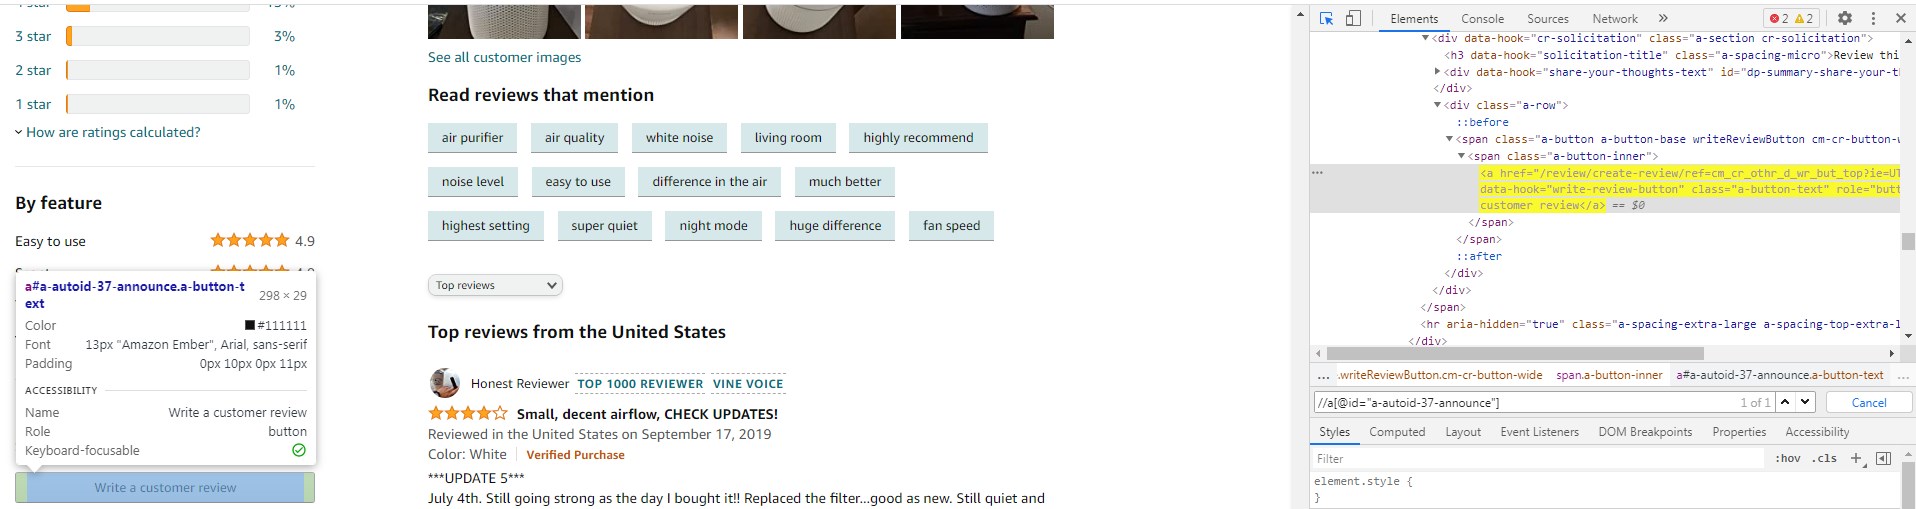 3 star 3%
2 star 1%
1 star 1%
How are ratings calculated?
By feature
Easy to use 4.9
a#a-autoid-37-announce.a-button-t
ext
298 × 29
Color #111111
Font 13px "Amazon Ember", Arial, sans-serif
Padding 0px 10px 0px 11px
ACCESSIBILITY
Name Write a customer review
Role button
Keyboard-focusable
Write a customer review
See all customer images
Read reviews that mention
air purifier air quality white noise living room highly recommend
noise level easy to use difference in the air much better
highest setting super quiet night mode huge difference fan speed
Top reviews
Top reviews from the United States
Honest Reviewer TOP 1000 REVIEWER VINE VOICE
Small, decent airflow, CHECK UPDATES!
Reviewed in the United States on September 17, 2019
Color: White Verified Purchase
***UPDATE 5***
July 4th. Still going strong as the day I bought it!! Replaced the filter...good as new. Still quiet and
Elements Console Sources Network » 2 2
<div data-hook="cr-solicitation" class="a-section cr-solicitation">
<h3 data-hook="solicitation-title" class="a-spacing-micro">Review thi
<div data-hook="share-your-thoughts-text" id="dp-summary-share-your-t
</div>
<div class="a-row">
::before
<span class="a-button a-button-base writeReviewButton cm-cr-button-w
<span class="a-button-inner">
<a href="/review/create-review/ref=cm_cr_othr_d_wr_but_top?ie=UT
data-hook="write-review-button" class="a-button-text" role="butt
customer review</a> == $0
</span>
</span>
::after
</div>
</div>
</span>
<hr aria-hidden="true" class="a-spacing-extra-large a-spacing-top-extra-l
</div>
... .writeReviewButton.cm-cr-button-wide span.a-button-inner a#a-autoid-37-announce.a-button-text ...
//a[@id="a-autoid-37-announce"] 1 of 1 Cancel
Styles Computed Layout Event Listeners DOM Breakpoints Properties Accessibility
Filter :hov .cls +
element.style {
}